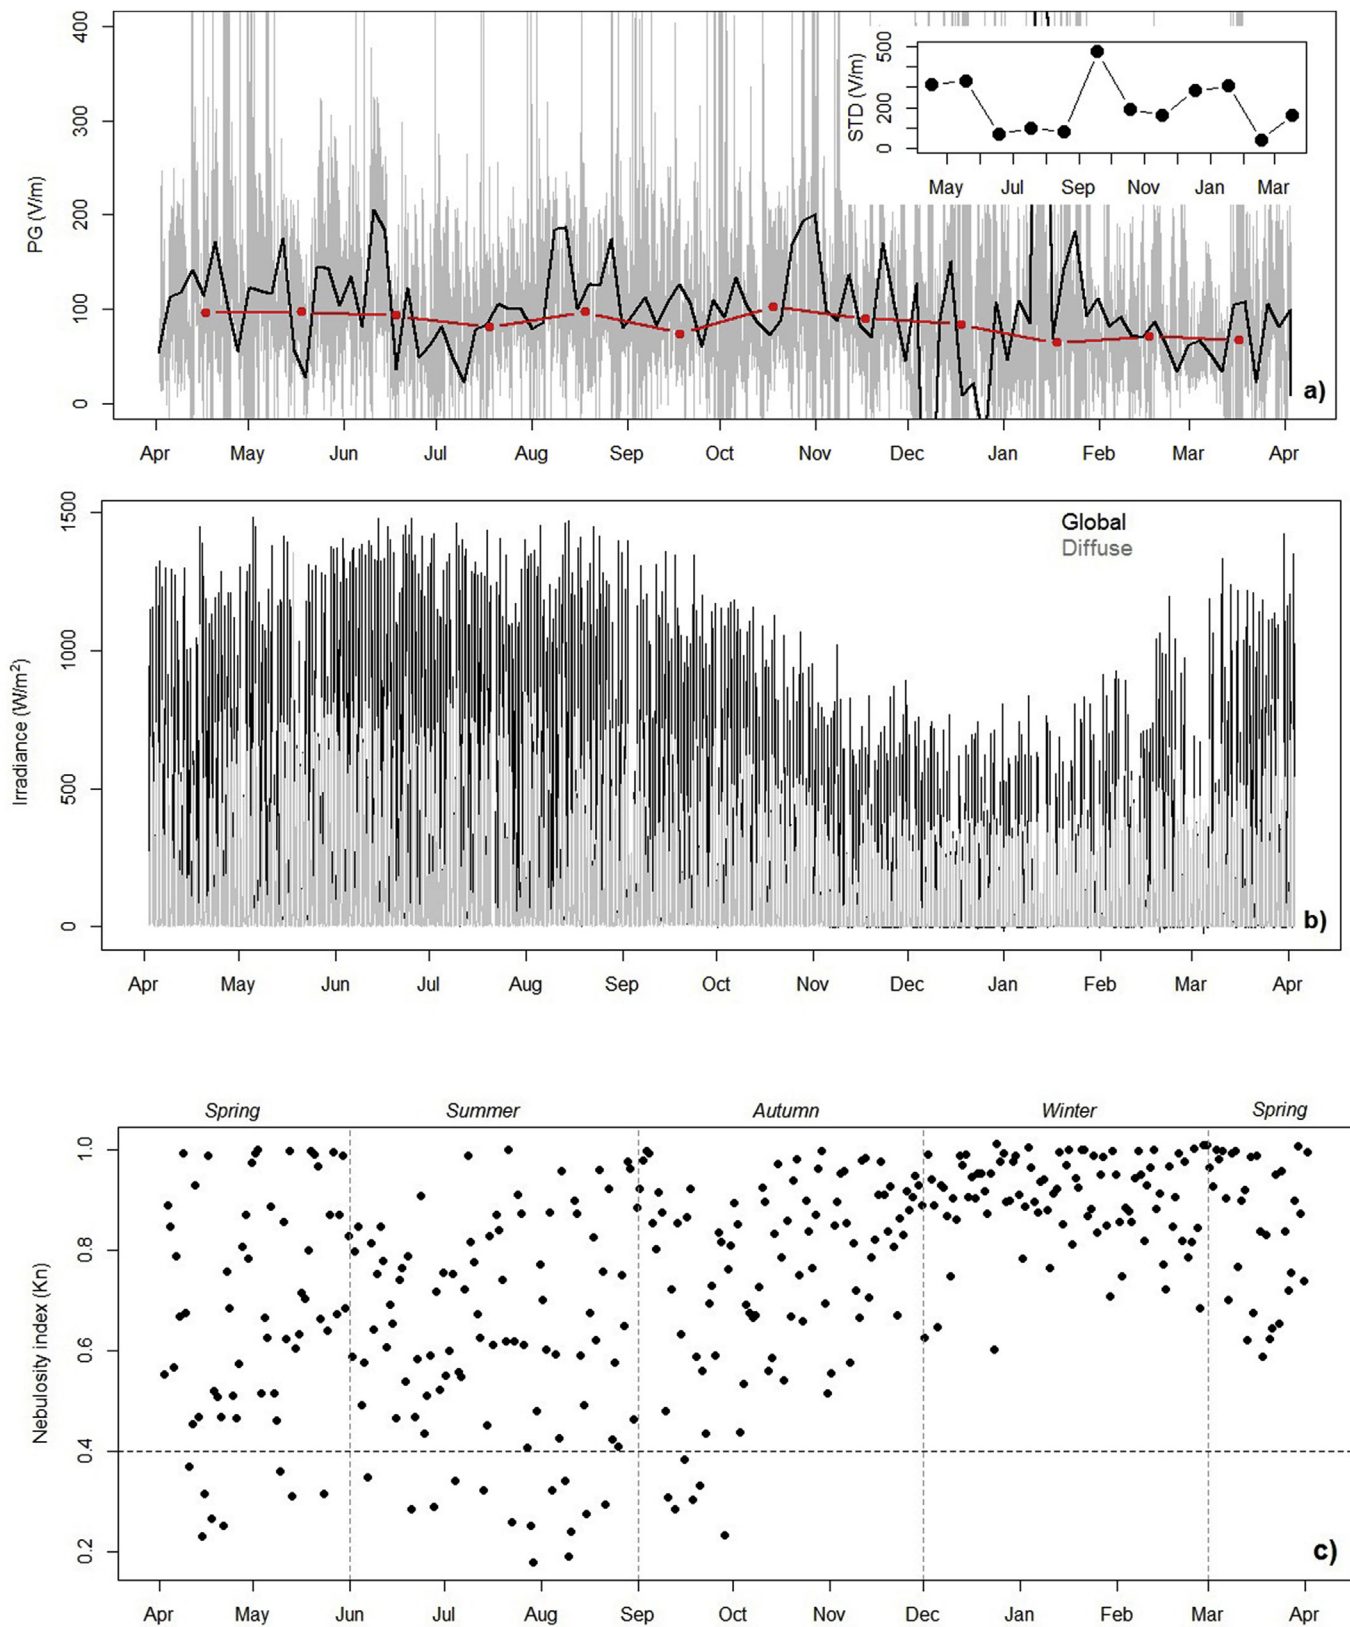 400
300
200
100
0
PG (V/m)
500
200
0
STD (V/m)
May Jul Sep Nov Jan Mar
a)
Apr May Jun Jul Aug Sep Oct Nov Dec Jan Feb Mar Apr
1500
1000
500
0
Irradiance (W/m²)
Global
Diffuse
b)
Apr May Jun Jul Aug Sep Oct Nov Dec Jan Feb Mar Apr
Spring Summer Autumn Winter Spring
1.0
0.8
0.6
0.4
0.2
Nebulosity index (Kn)
c)
Apr May Jun Jul Aug Sep Oct Nov Dec Jan Feb Mar Apr